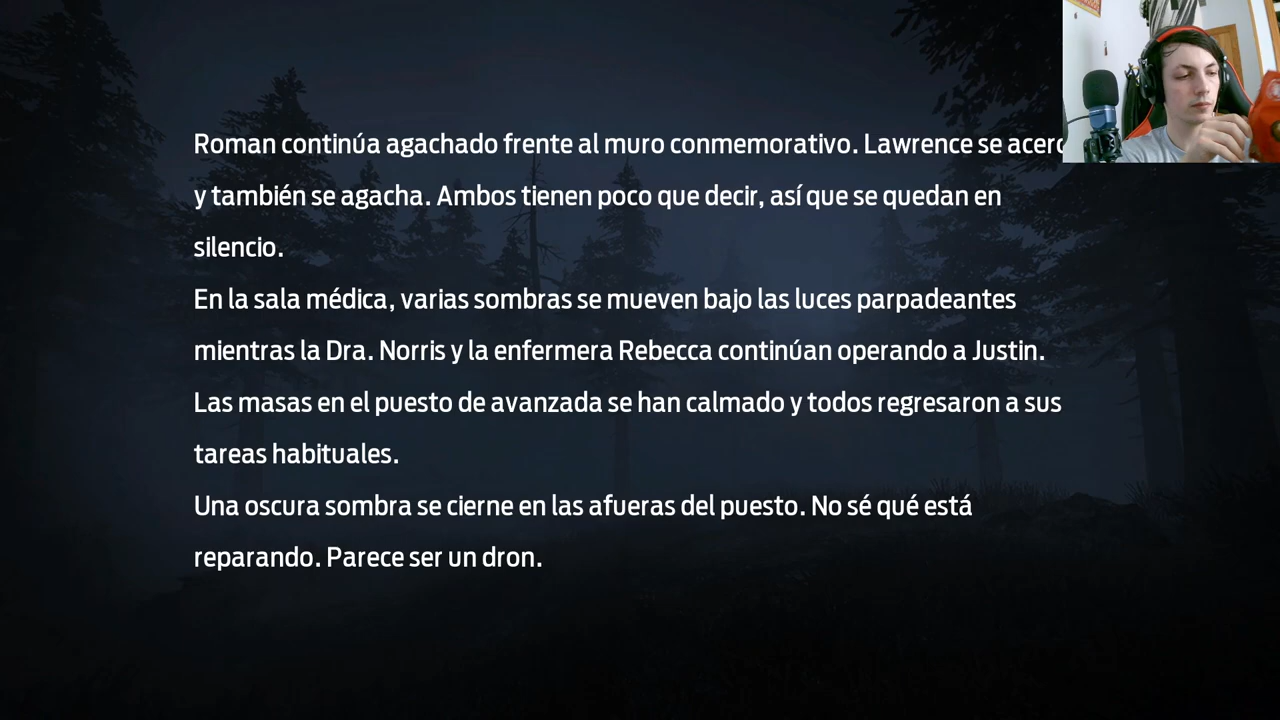 Roman continúa agachado frente al muro conmemorativo. Lawrence se
y también se agacha. Ambos tienen poco que decir, así que se quedan en
silencio.
En la sala médica, varias sombras se mueven bajo las luces parpadeantes
mientras la Dra. Norris y la enfermera Rebecca continúan operando a Justin.
Las masas en el puesto de avanzada se han calmado y todos regresaron a sus
tareas habituales.
Una oscura sombra se cierne en las afueras del puesto. No sé qué está
reparando. Parece ser un dron.